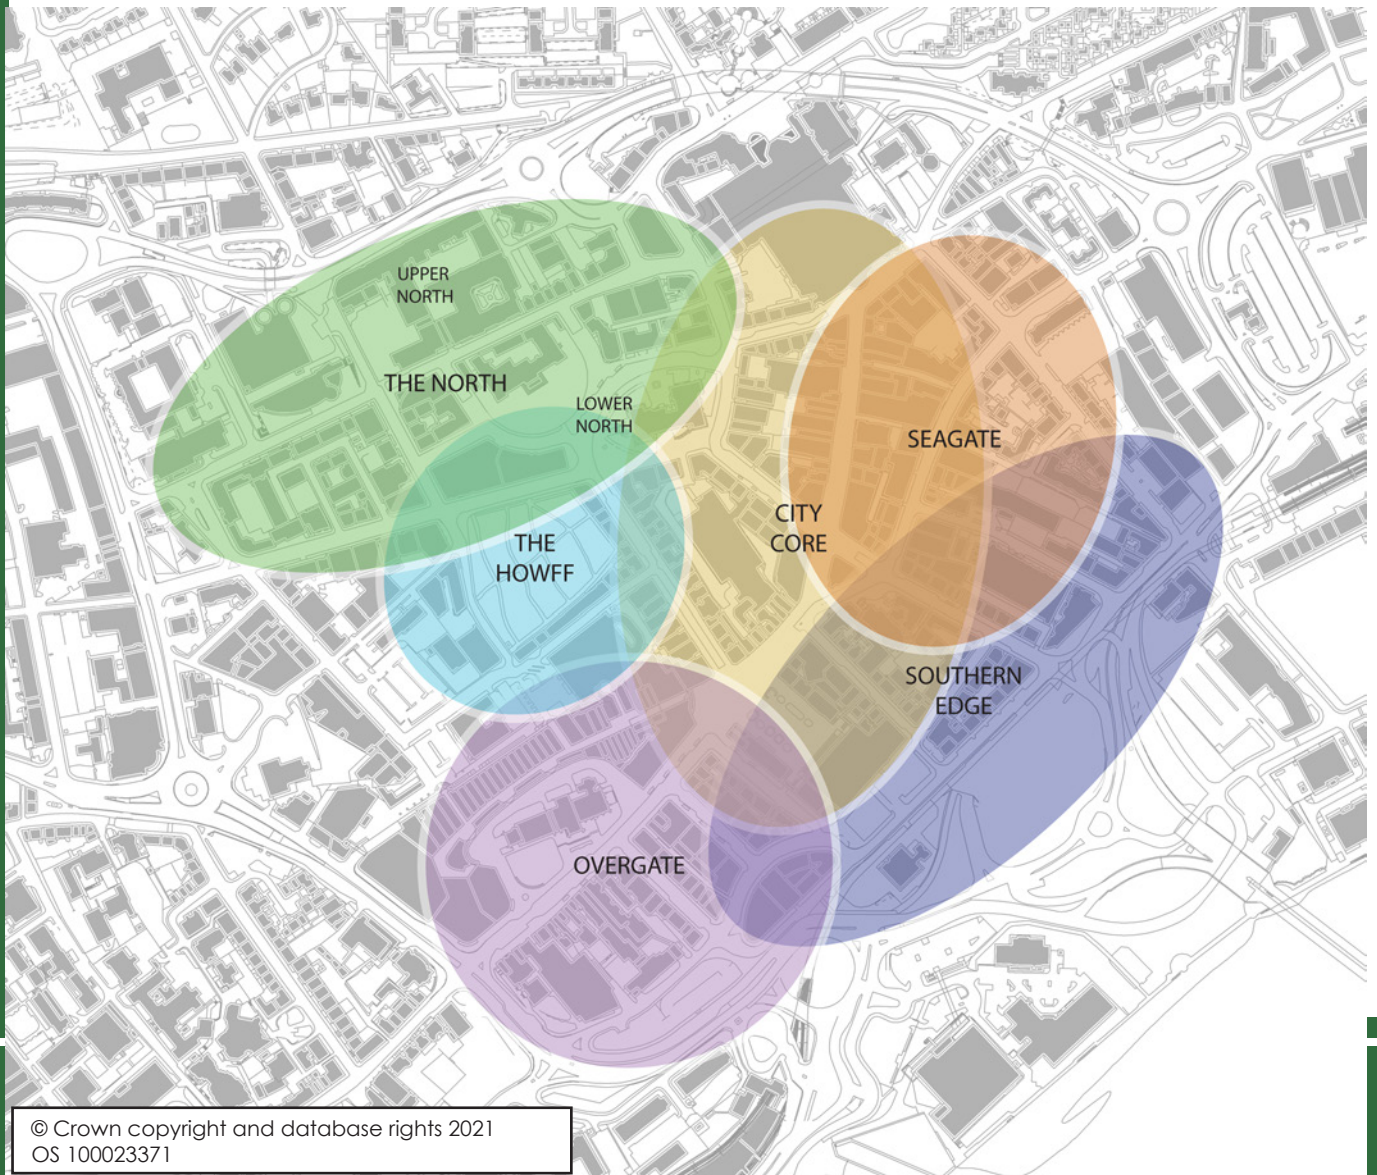 UPPER
NORTH
THE NORTH
LOWER
NORTH
SEAGATE
CITY
CORE
THE
HOWFF
SOUTHERN
EDGE
OVERGATE
© Crown copyright and database rights 2021
OS 100023371